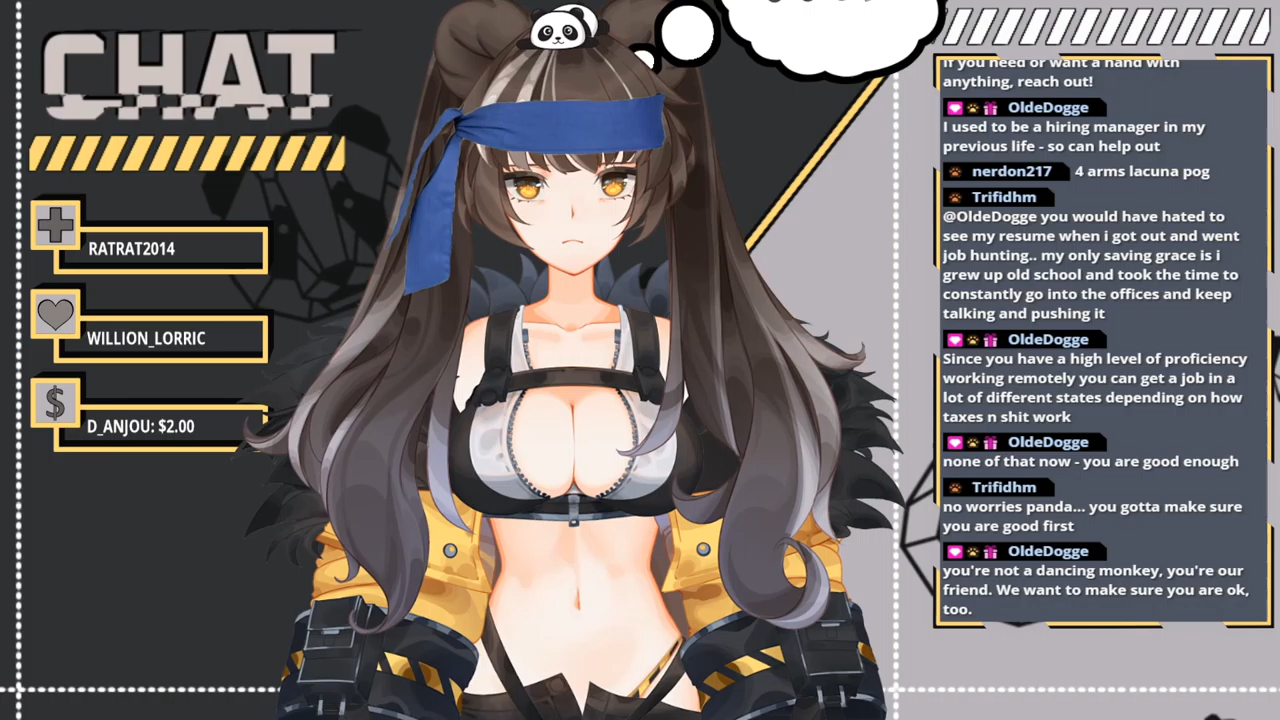 CHAT
RATRAT2014
WILLION_LORRIC
$
D_ANJOU: $2.00
If you need or want a hand with
anything, reach out!
OldeDogge
I used to be a hiring manager in my
previous life - so can help out
nerdon217 4 arms lacuna pog
Trifidhm
@OldeDogge you would have hated to
see my resume when i got out and went
job hunting.. my only saving grace is i
grew up old school and took the time to
constantly go into the offices and keep
talking and pushing it
OldeDogge
Since you have a high level of proficiency
working remotely you can get a job in a
lot of different states depending on how
taxes n shit work
OldeDogge
none of that now - you are good enough
Trifidhm
no worries panda... you gotta make sure
you are good first
OldeDogge
you're not a dancing monkey, you're our
friend. We want to make sure you are ok,
too.